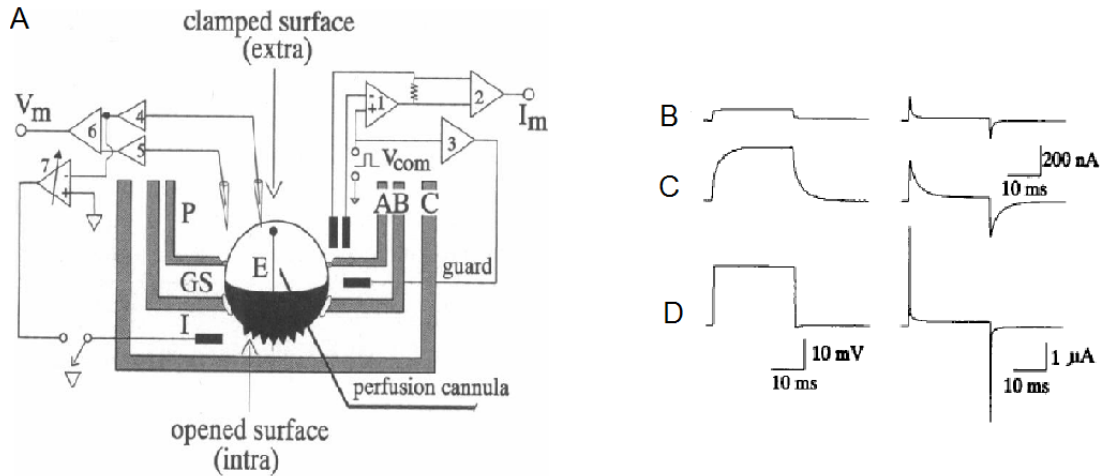 A
clamped surface
(extra)
Vm
Im
4
5
6
7
1
2
3
-
+
-
+
Vcom
P
A B C
E
guard
GS
I
perfusion cannula
opened surface
(intra)
B
200 nA
10 ms
C
D
10 mV
10 ms
1 µA
10 ms